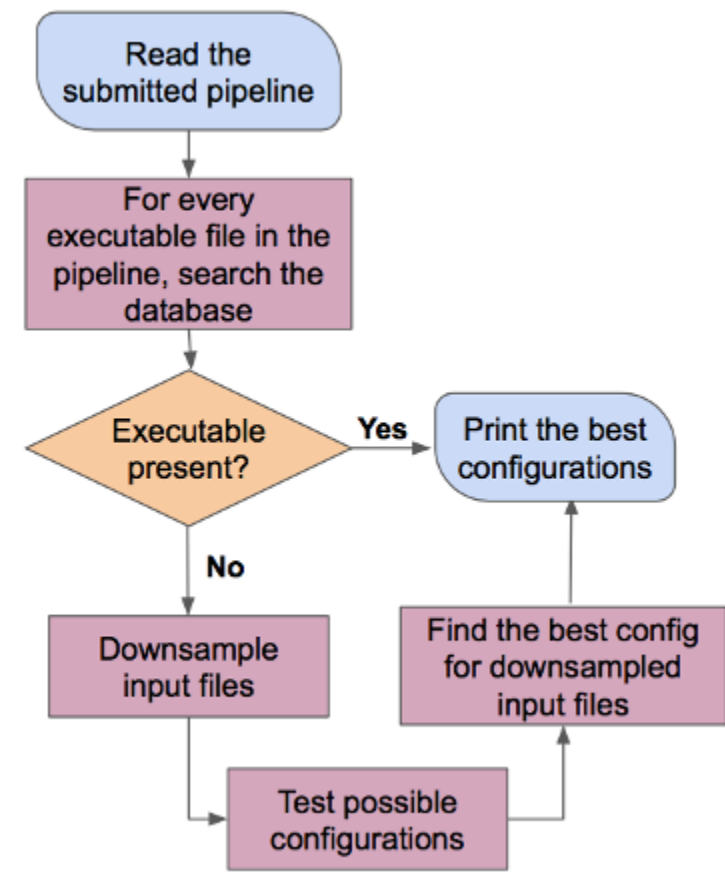 Read the
submitted pipeline
For every
executable file in the
pipeline, search the
database
Executable
present?
Yes
Print the best
configurations
No
Downsample
input files
Find the best config
for downsampled
input files
Test possible
configurations